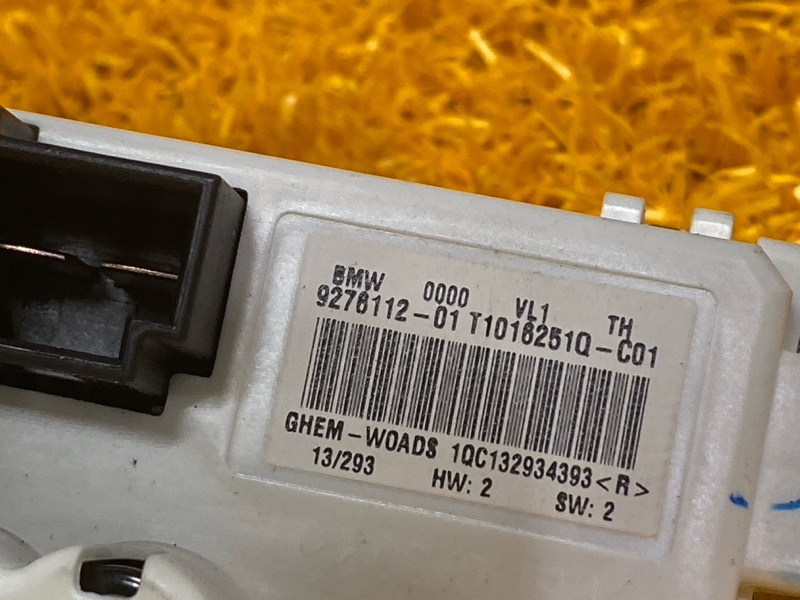 BMW 0000 VL1 TH
9276112-01 T1016251Q-C01
GHEM-WOADS 1QC132934393<R>
13/293 HW: 2 SW: 2